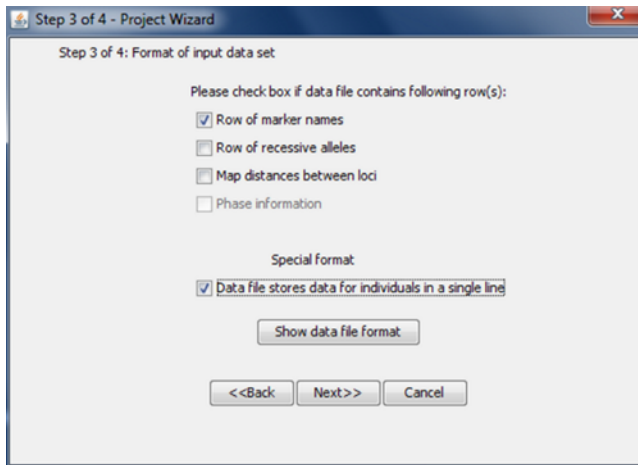 Step 3 of 4 - Project Wizard
Step 3 of 4: Format of input data set
Please check box if data file contains following row(s):
Row of marker names
Row of recessive alleles
Map distances between loci
Phase information
Special format
Data file stores data for individuals in a single line
Show data file format
<<Back Next>> Cancel